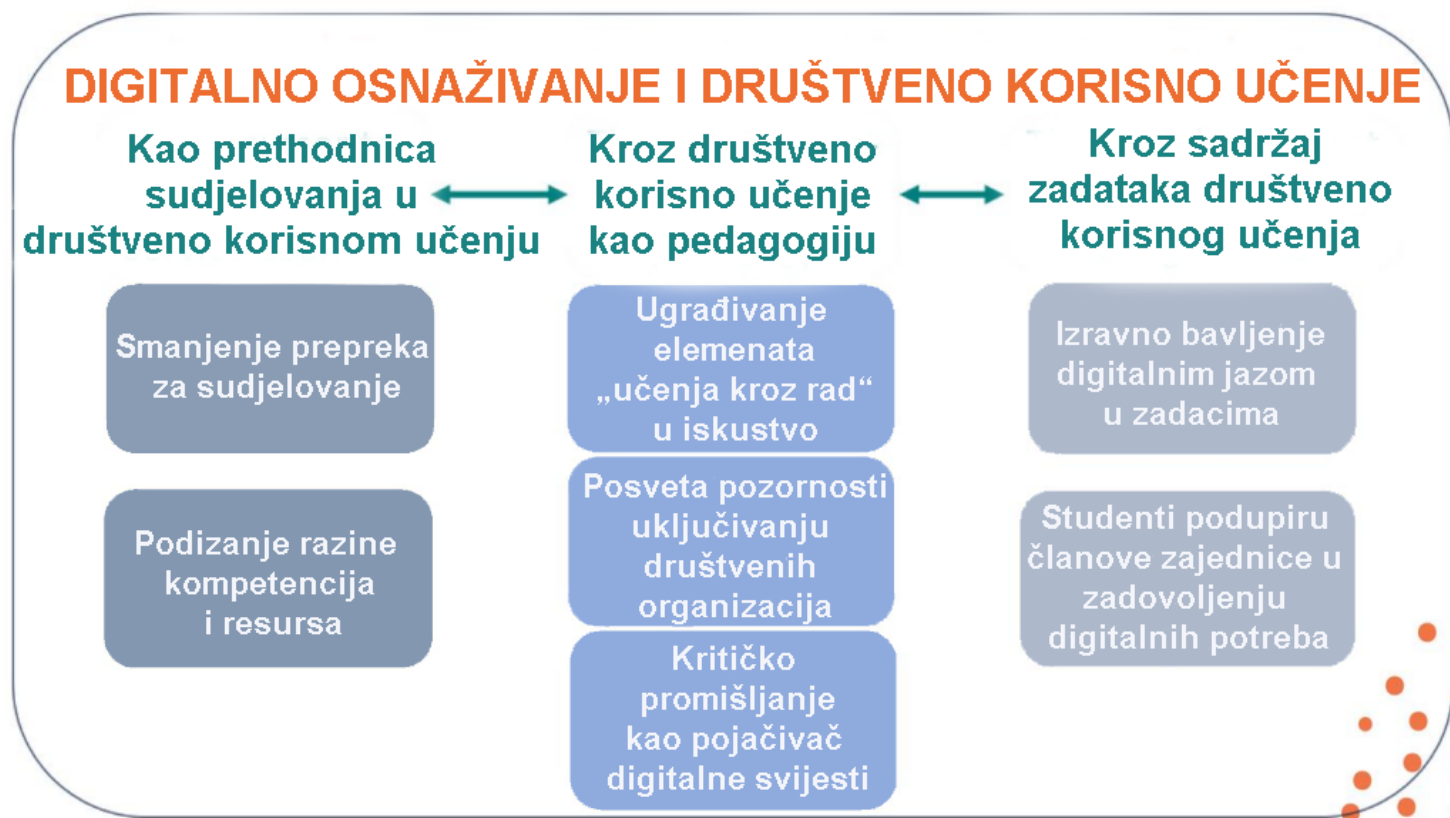 DIGITALNO OSNAŽIVANJE I DRUŠTVENO KORISNO UČENJE
Kao prethodnica
sudjelovanja u
društveno korisnom učenju
Smanjenje prepreka
za sudjelovanje
Podizanje razine
kompetencija
i resursa
Kroz društveno
korisno učenje
kao pedagogiju
Ugrađivanje
elemenata
„učenja kroz rad“
u iskustvo
Posveta pozornosti
uključivanju
društvenih
organizacija
Kritičko
promišljanje
kao pojačivač
digitalne svijesti
Kroz sadržaj
zadataka društveno
korisnog učenja
Izravno bavljenje
digitalnim jazom
u zadacima
Studenti podupiru
članove zajednice u
zadovoljenju
digitalnih potreba